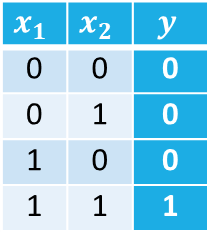 x₁ x₂ y
0 0 0
0 1 0
1 0 0
1 1 1